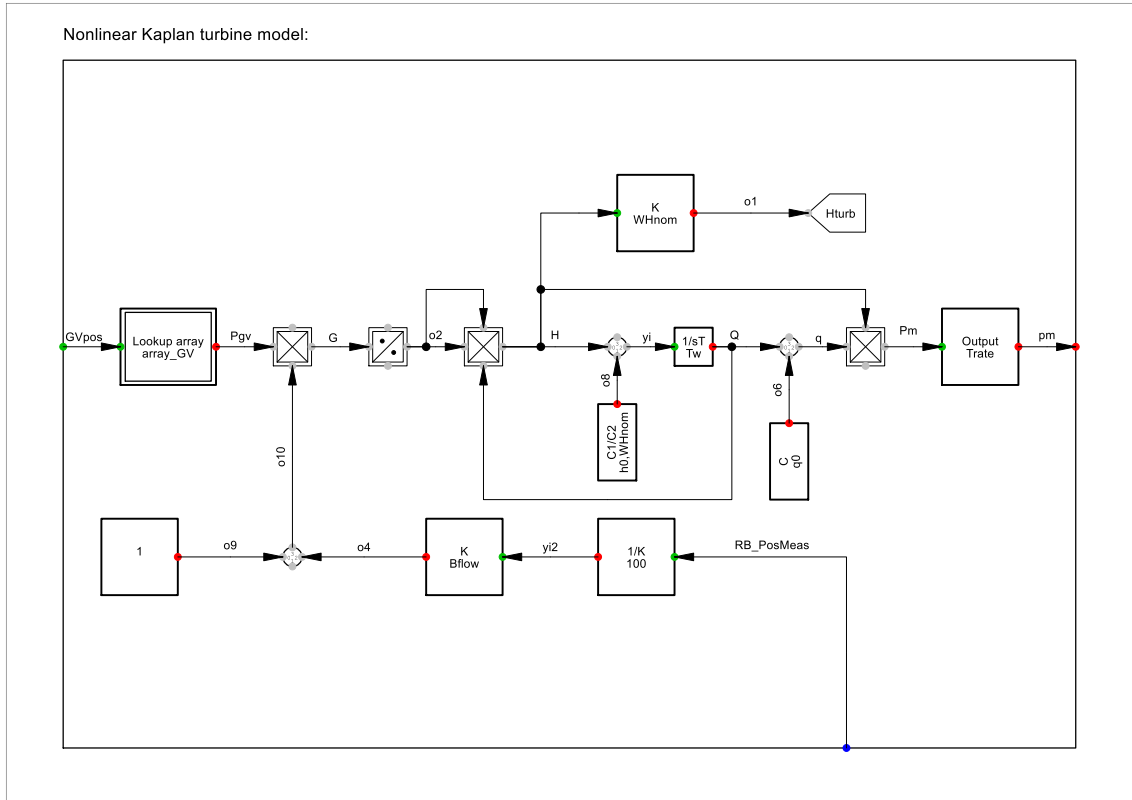 Nonlinear Kaplan turbine model:
K
WHnom
o1
Hturb
GVpos
Lookup array
array_GV
Pgv
G
o2
H
yi
1/sT
Tw
Q
q
Pm
Output
Trate
pm
o8
C1/C2
h0,WHnom
o6
C
q0
o10
1
o9
o4
K
Bflow
yi2
1/K
100
RB_PosMeas